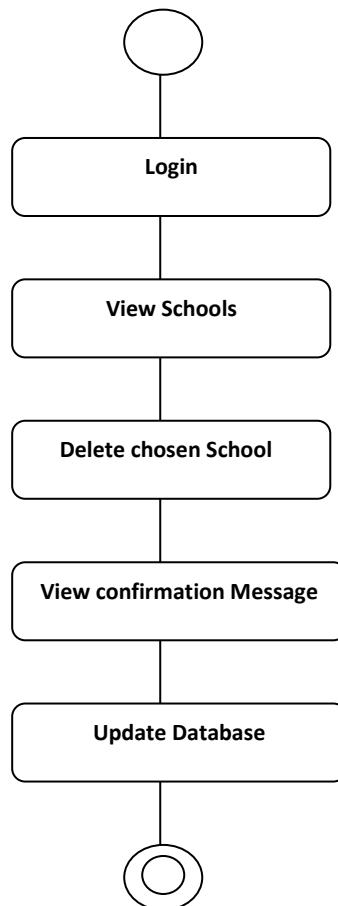 Login
View Schools
Delete chosen School
View confirmation Message
Update Database